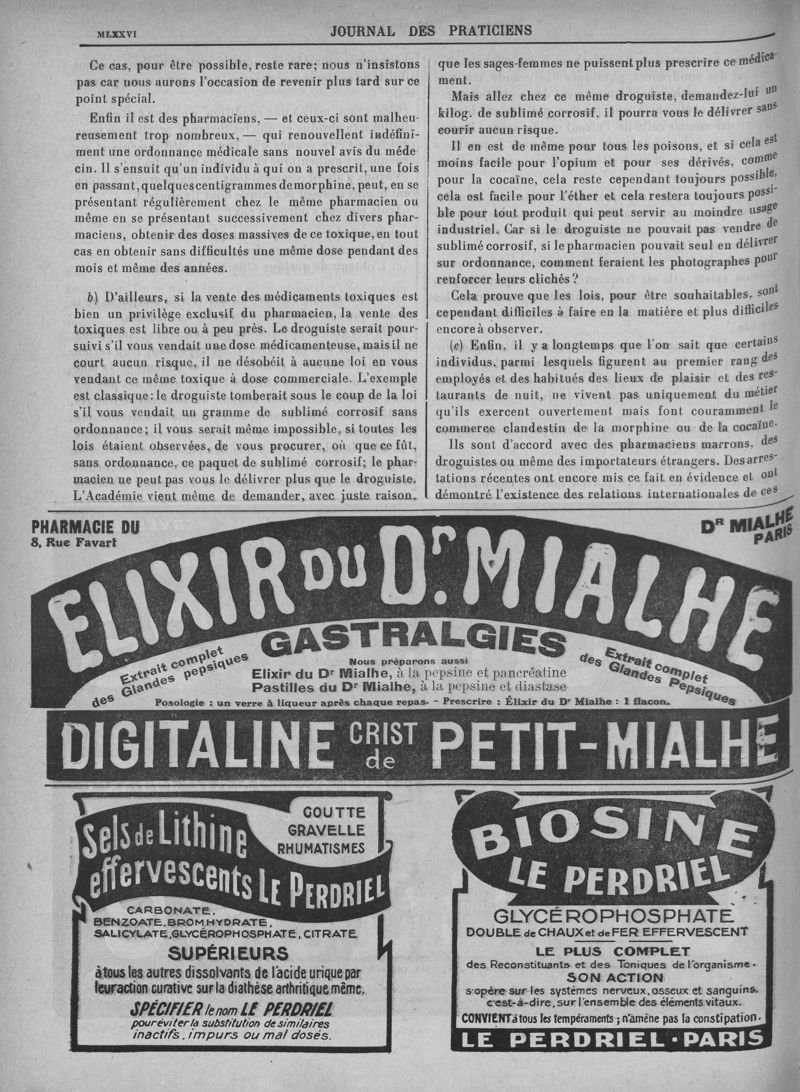 MLXXVI
JOURNAL DES PRATICIENS
Ce cas, pour être possible, reste rare; nous n'insistons
pas car nous aurons l'occasion de revenir plus tard sur ce
point spécial.
Enfin il est des pharmaciens, — et ceux-ci sont malheu-
reusement trop nombreux, — qui renouvellent indéfini-
ment une ordonnance médicale sans nouvel avis du méde
cin. Il s'ensuit qu'un individu à qui on a prescrit, une fois
en passant, quelques centigrammes de morphine, peut, en se
présentant régulièrement chez le même pharmacien ou
même en se présentant successivement chez divers phar-
maciens, obtenir des doses massives de ce toxique, en tout
cas en obtenir sans difficultés une même dose pendant des
mois et même des années.
b) D'ailleurs, si la vente des médicaments toxiques est
bien un privilège exclusif du pharmacien, la vente des
toxiques est libre ou à peu près. Le droguiste serait pour-
suivi s'il vous vendait une dose médicamenteuse, mais il ne
court aucun risque, il ne désobéit à aucune loi en vous
vendant ce même toxique à dose commerciale. L'exemple
est classique: le droguiste tomberait sous le coup de la loi
s'il vous vendait un gramme de sublimé corrosif sans
ordonnance; il vous serait même impossible, si toutes les
lois étaient observées, de vous procurer, où que ce fût,
sans ordonnance, ce paquet de sublimé corrosif; le phar-
macien ne peut pas vous le délivrer plus que le droguiste.
L'Académie vient même de demander, avec juste raison,
que les sages-femmes ne puissent plus prescrire ce médica-
ment.
Mais allez chez ce même droguiste, demandez-lui un
kilog. de sublimé corrosif, il pourra vous le délivrer sans
courir aucun risque.
Il en est de même pour tous les poisons, et si cela est
moins facile pour l'opium et pour ses dérivés, comme
pour la cocaïne, cela reste cependant toujours possible,
cela est facile pour l'éther et cela restera toujours possi-
ble pour tout produit qui peut servir au moindre usage
industriel. Car si le droguiste ne pouvait pas vendre de
sublimé corrosif, si le pharmacien pouvait seul en délivrer
sur ordonnance, comment feraient les photographes pour
renforcer leurs clichés?
Cela prouve que les lois, pour être souhaitables, sont
cependant difficiles à faire en la matière et plus difficiles
encore à observer.
(c) Enfin, il y a longtemps que l'on sait que certains
individus, parmi lesquels figurent au premier rang des
employés et des habitués des lieux de plaisir et des res-
taurants de nuit, ne vivent pas uniquement du métier
qu'ils exercent ouvertement mais font couramment le
commerce clandestin de la morphine ou de la cocaïne.
Ils sont d'accord avec des pharmaciens marrons, des
droguistes ou même des importateurs étrangers. Des arres-
tations récentes ont encore mis ce fait en évidence et ont
démontré l'existence des relations internationales de ces
PHARMACIE DU
8, Rue Favart
DR MIALHE
PARIS
ELIXIR DU Dr. MIALHE
GASTRALGIES
Extrait complet
des Glandes pepsiques
Nous préparons aussi
Elixir du Dr Mialhe, à la pepsine et pancréatine
Pastilles du Dr Mialhe, à la pepsine et diastase
Extrait complet
des Glandes Pepsiques
Posologie : un verre à liqueur après chaque repas. - Prescrire : Élixir du Dr Mialhe : 1 flacon.
DIGITALINE CRIST de PETIT-MIALHE
Sels de Lithine
effervescents LE PERDRIEL
GOUTTE
GRAVELLE
RHUMATISMES
CARBONATE,
BENZOATE, BROMHYDRATE,
SALICYLATE, GLYCÉROPHOSPHATE, CITRATE
SUPÉRIEURS
à tous les autres dissolvants de l'acide urique par
leur action curative sur la diathèse arthritique même.
SPÉCIFIER le nom LE PERDRIEL
pour éviter la substitution de similaires
inactifs, impurs ou mal dosés.
BIOSINE
LE PERDRIEL
GLYCÉROPHOSPHATE
DOUBLE de CHAUX et de FER EFFERVESCENT
LE PLUS COMPLET
des Reconstituants et des Toniques de l'organisme.
SON ACTION
s'opère sur les systèmes nerveux, osseux et sanguins,
c'est-à-dire, sur l'ensemble des éléments vitaux.
CONVIENT à tous les tempéraments; n'amène pas la constipation.
LE PERDRIEL-PARIS